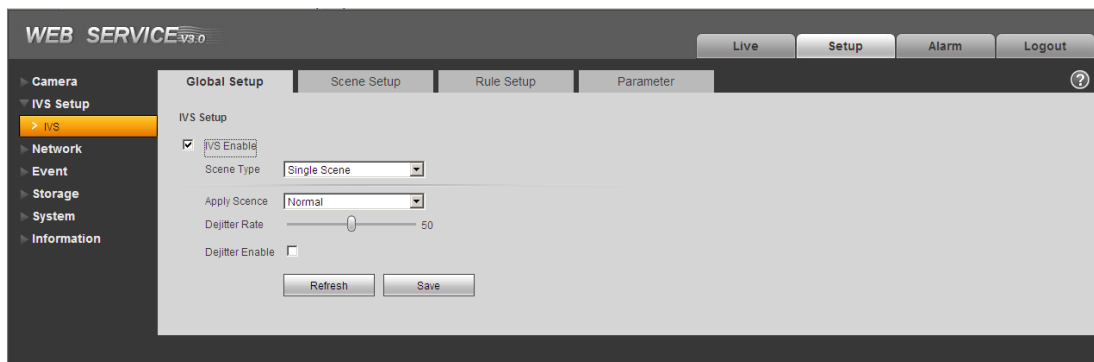 WEB SERVICE V3.0
Live Setup Alarm Logout
Camera
IVS Setup
> IVS
Network
Event
Storage
System
Information
Global Setup Scene Setup Rule Setup Parameter
?
IVS Setup
IVS Enable
Scene Type Single Scene
Apply Scence Normal
Dejitter Rate 50
Dejitter Enable
Refresh Save